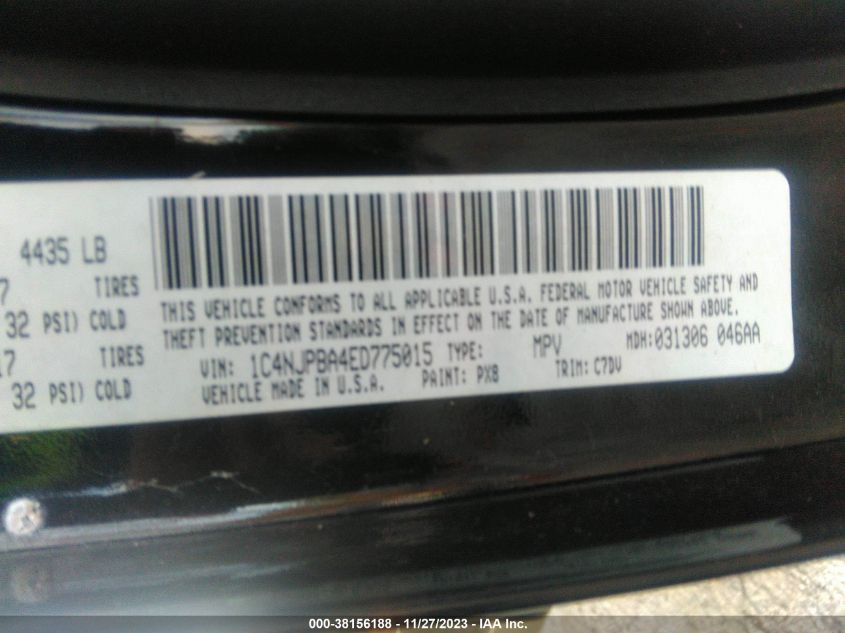 4435 LB
7 TIRES
32 PSI) COLD
17 TIRES
32 PSI) COLD
THIS VEHICLE CONFORMS TO ALL APPLICABLE U.S.A. FEDERAL MOTOR VEHICLE SAFETY AND
THEFT PREVENTION STANDARDS IN EFFECT ON THE DATE OF MANUFACTURE SHOWN ABOVE.
VIN: 1C4NJPBA4ED775015 TYPE: MPV MDH:031306 046AA
VEHICLE MADE IN U.S.A. PAINT: PX8 TRIM: C7DV
000-38156188 - 11/27/2023 - IAA Inc.